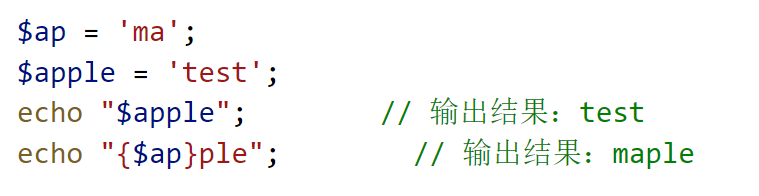 $ap = 'ma';
$apple = 'test';
echo "$apple"; // 输出结果：test
echo "{$ap}ple"; // 输出结果：maple